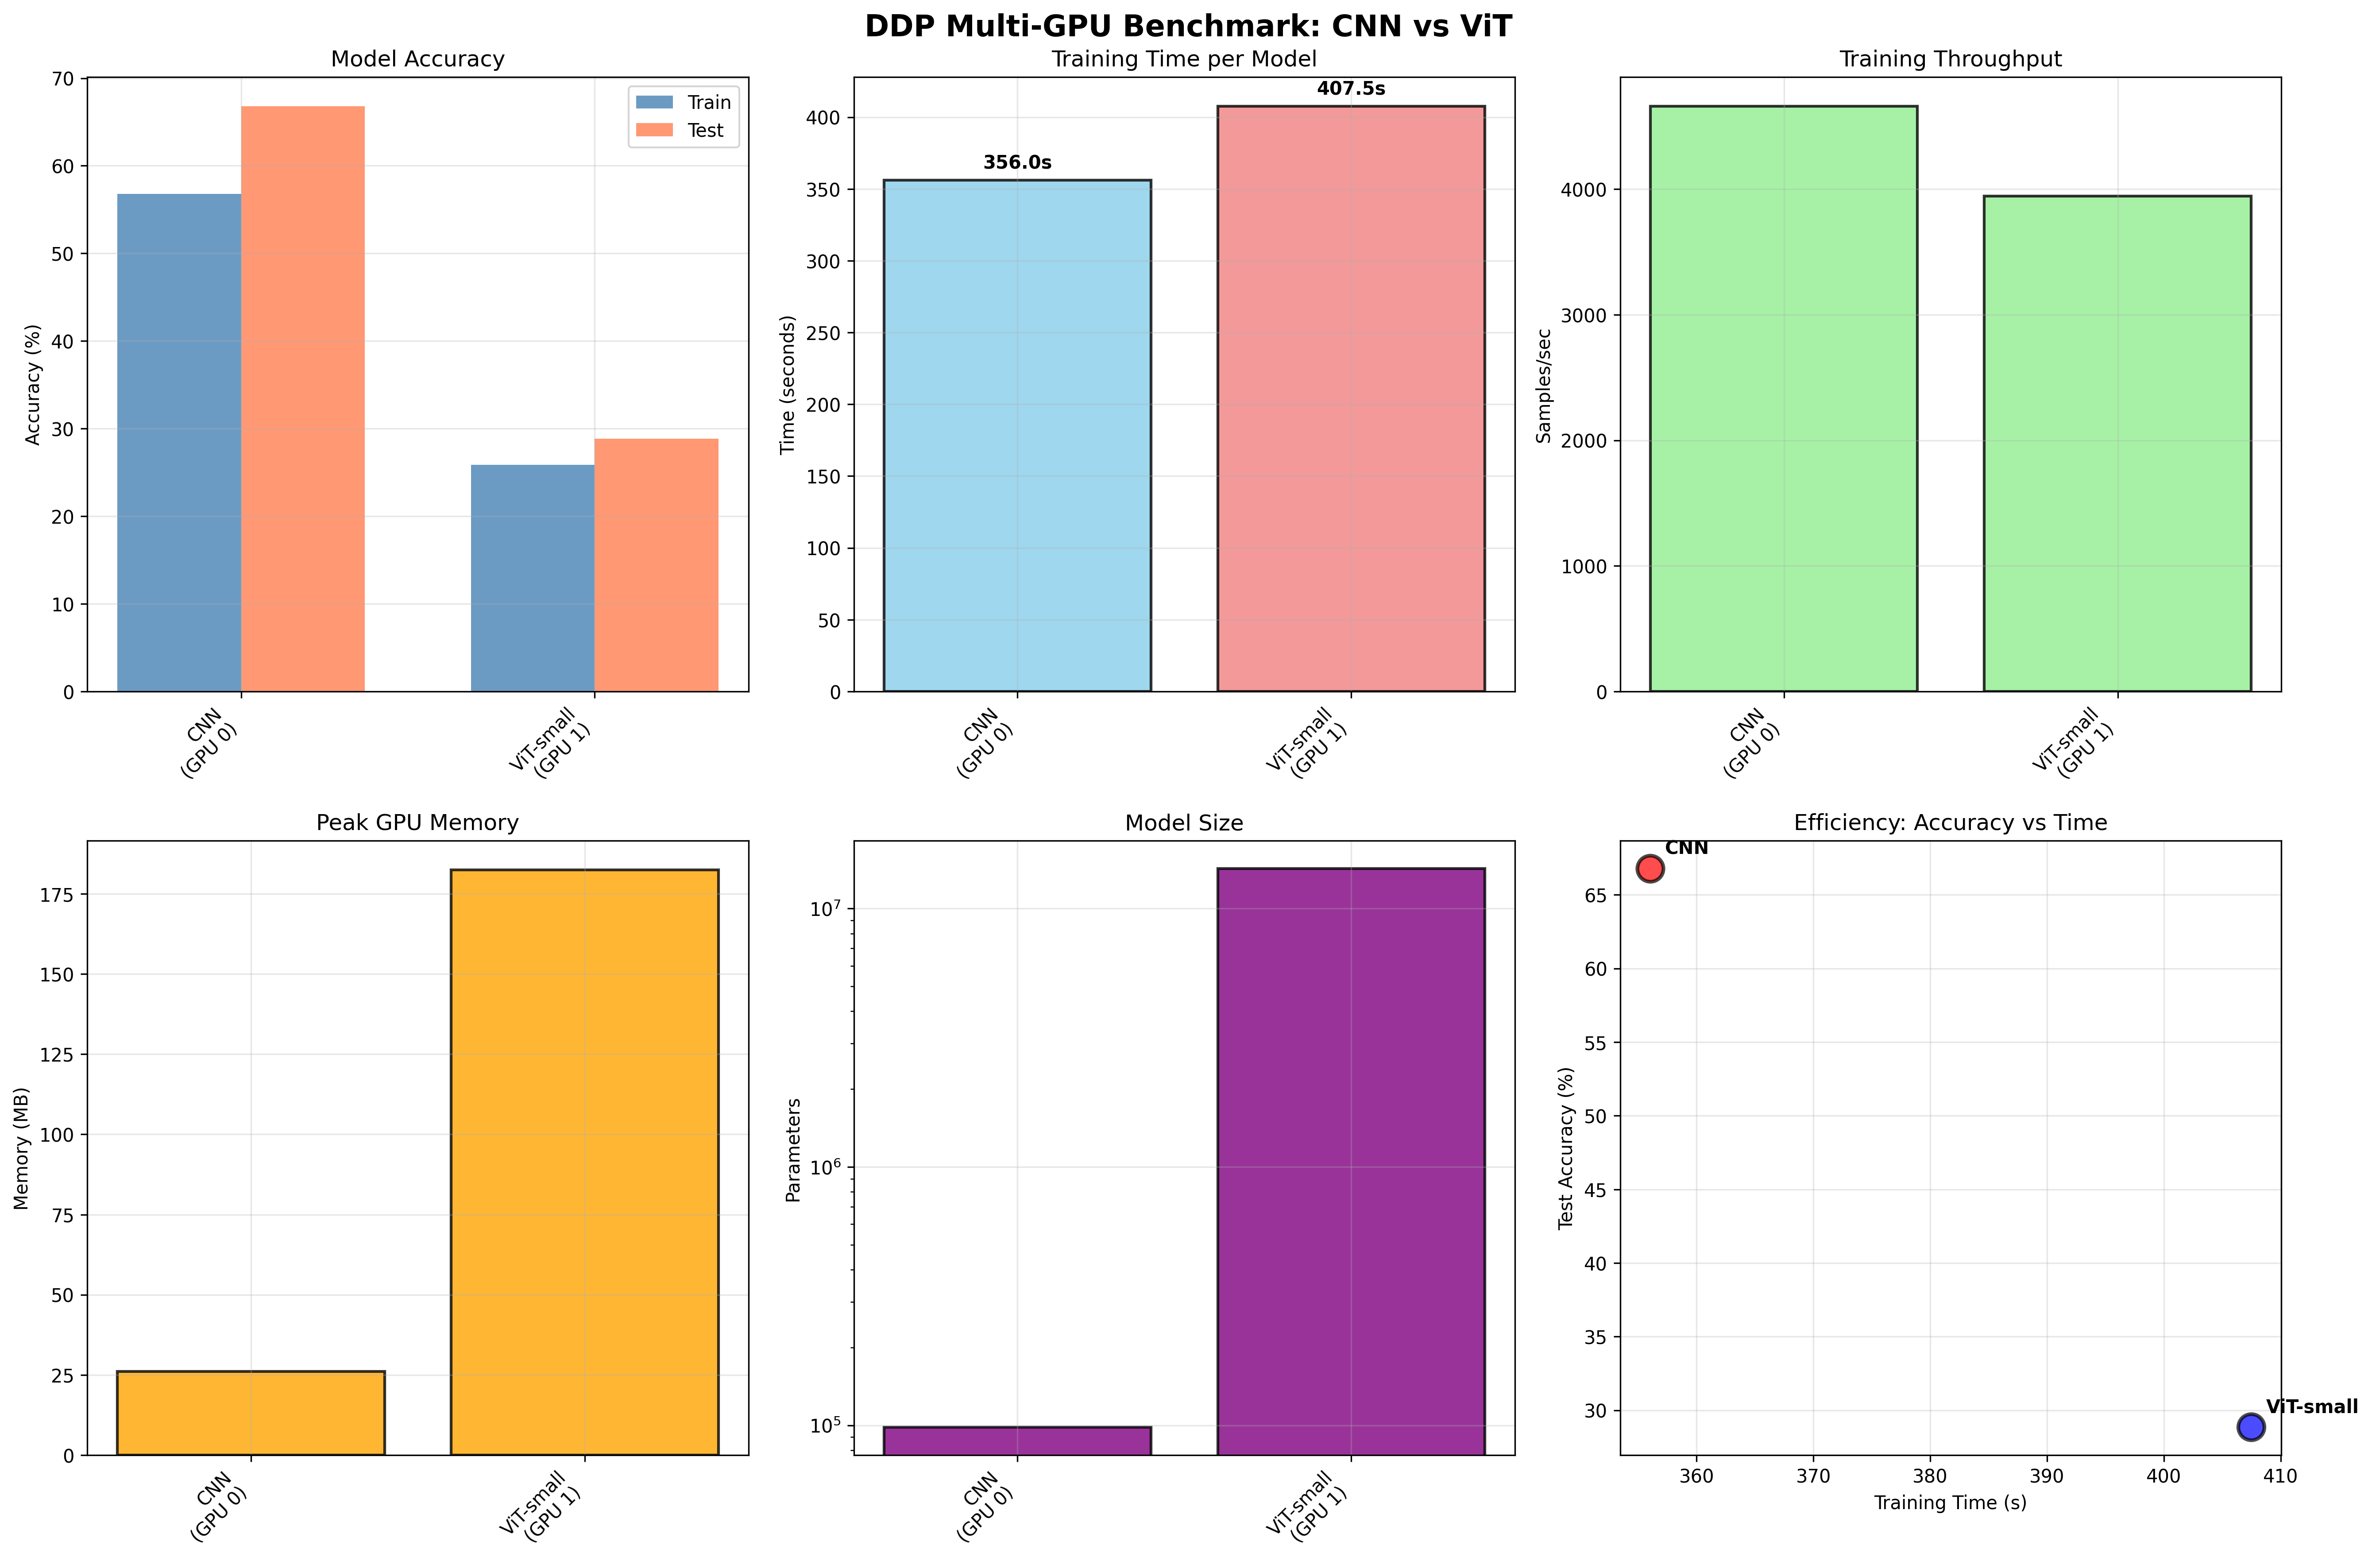 DDP Multi-GPU Benchmark: CNN vs ViT
Model Accuracy
Accuracy (%)
70
60
50
40
30
20
10
0
Train
Test
CNN
(GPU 0)
ViT-small
(GPU 1)
Training Time per Model
Time (seconds)
400
350
300
250
200
150
100
50
0
356.0s
407.5s
CNN
(GPU 0)
ViT-small
(GPU 1)
Training Throughput
Samples/sec
4000
3000
2000
1000
0
CNN
(GPU 0)
ViT-small
(GPU 1)
Peak GPU Memory
Memory (MB)
175
150
125
100
75
50
25
0
CNN
(GPU 0)
ViT-small
(GPU 1)
Model Size
Parameters
10⁷
10⁶
10⁵
CNN
(GPU 0)
ViT-small
(GPU 1)
Efficiency: Accuracy vs Time
Test Accuracy (%)
65
60
55
50
45
40
35
30
CNN
ViT-small
360
370
380
390
400
410
Training Time (s)